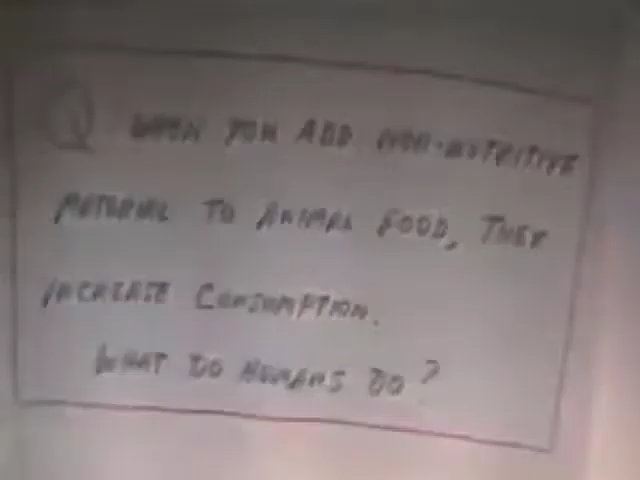 Q WHEN YOU ADD NON-NUTRITIVE
MATERIAL TO ANIMAL FOOD, THEY
INCREASE CONSUMPTION.
WHAT DO HUMANS DO?